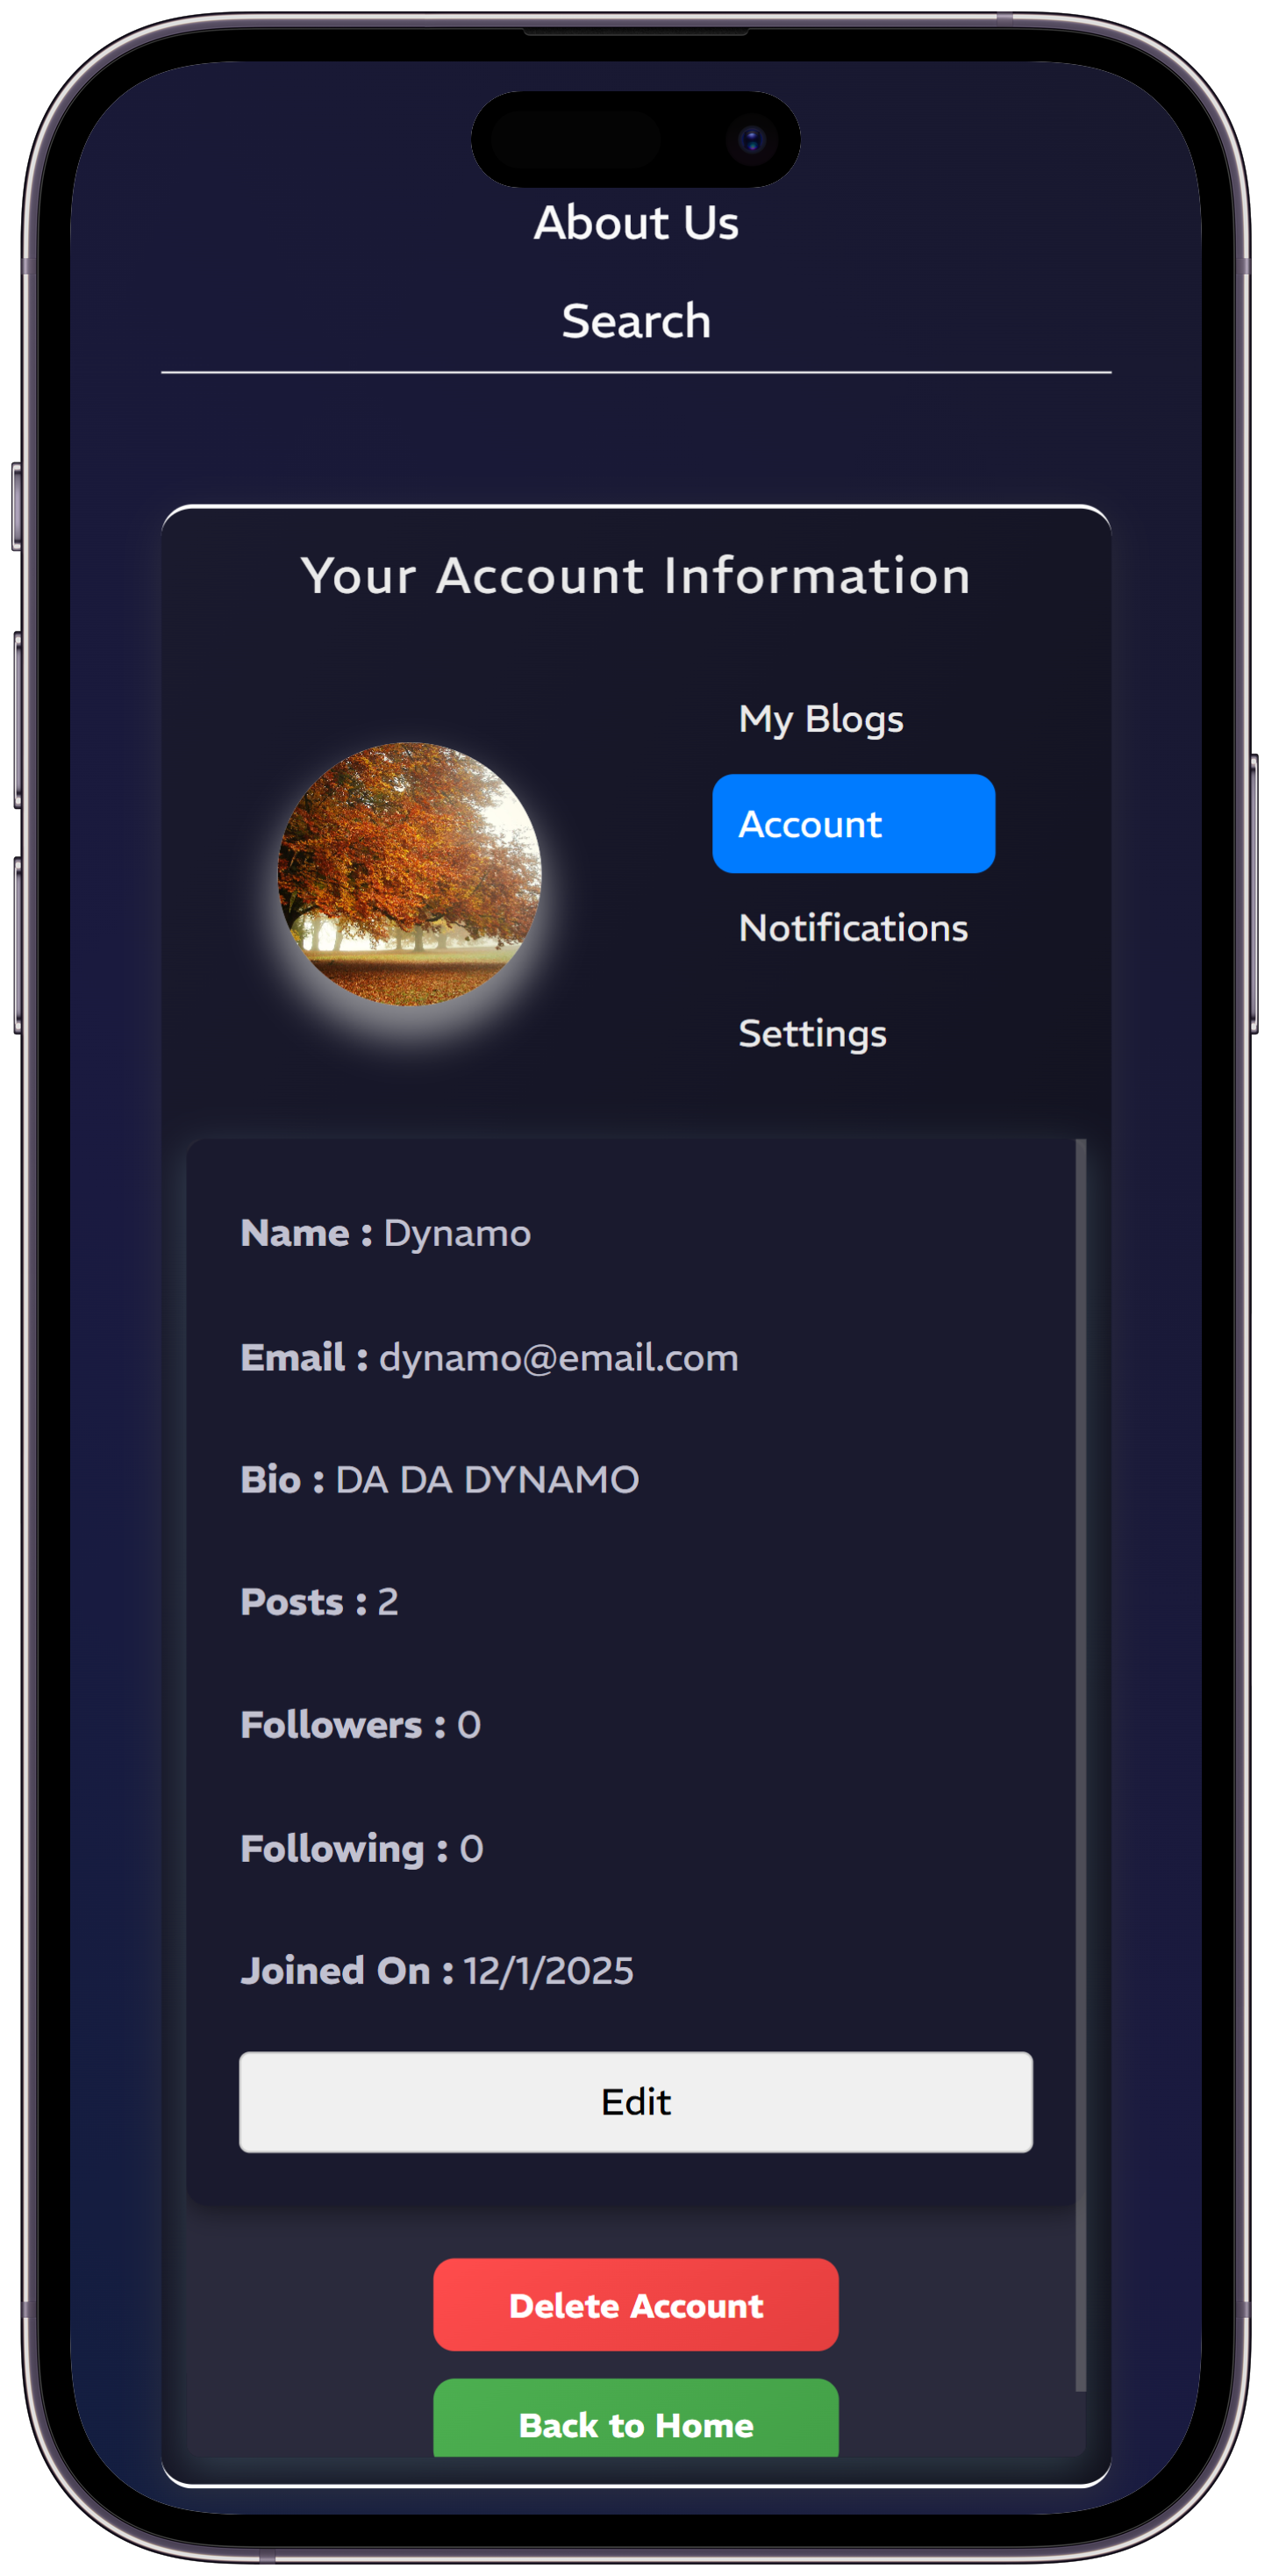 About Us
Search
Your Account Information
My Blogs
Account
Notifications
Settings
Name : Dynamo
Email : dynamo@email.com
Bio : DA DA DYNAMO
Posts : 2
Followers : 0
Following : 0
Joined On : 12/1/2025
Edit
Delete Account
Back to Home